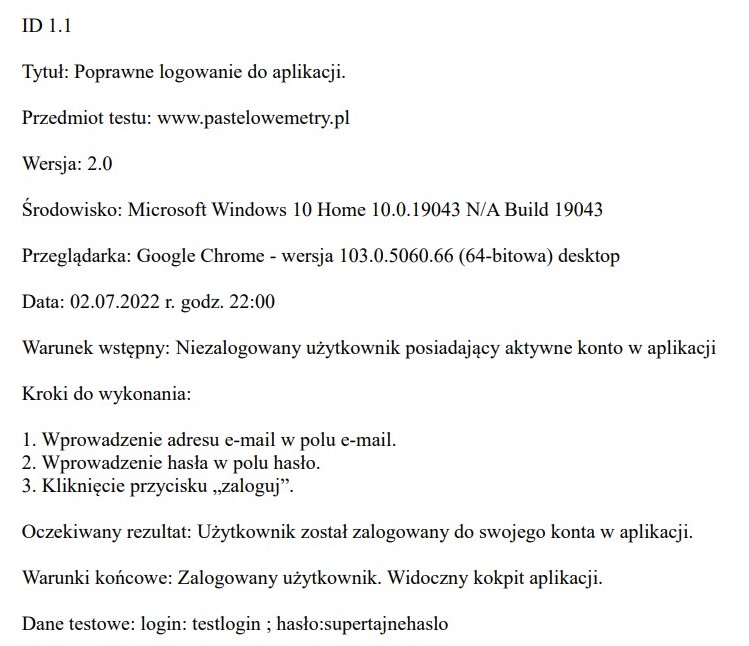 ID 1.1
Tytuł: Poprawne logowanie do aplikacji.
Przedmiot testu: www.pastelowemetry.pl
Wersja: 2.0
Środowisko: Microsoft Windows 10 Home 10.0.19043 N/A Build 19043
Przeglądarka: Google Chrome - wersja 103.0.5060.66 (64-bitowa) desktop
Data: 02.07.2022 r. godz. 22:00
Warunek wstępny: Niezalogowany użytkownik posiadający aktywne konto w aplikacji
Kroki do wykonania:
1. Wprowadzenie adresu e-mail w polu e-mail.
2. Wprowadzenie hasła w polu hasło.
3. Kliknięcie przycisku „zaloguj”.
Oczekiwany rezultat: Użytkownik został zalogowany do swojego konta w aplikacji.
Warunki końcowe: Zalogowany użytkownik. Widoczny kokpit aplikacji.
Dane testowe: login: testlogin ; hasło:supertajnehaslo